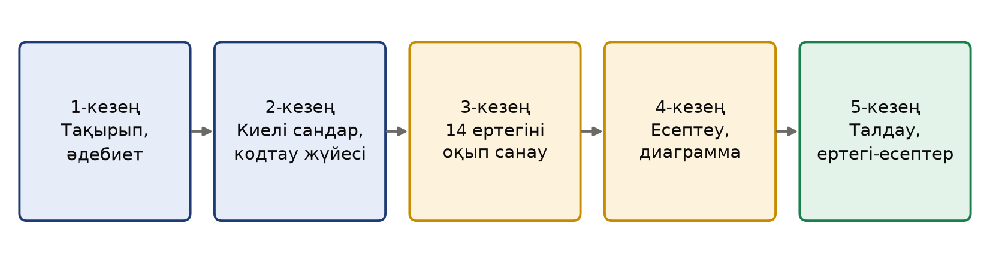 1-кезең
Тақырып,
әдебиет
2-кезең
Киелі сандар,
кодтау жүйесі
3-кезең
14 ертегіні
оқып санау
4-кезең
Есептеу,
диаграмма
5-кезең
Талдау,
ертегі-есептер